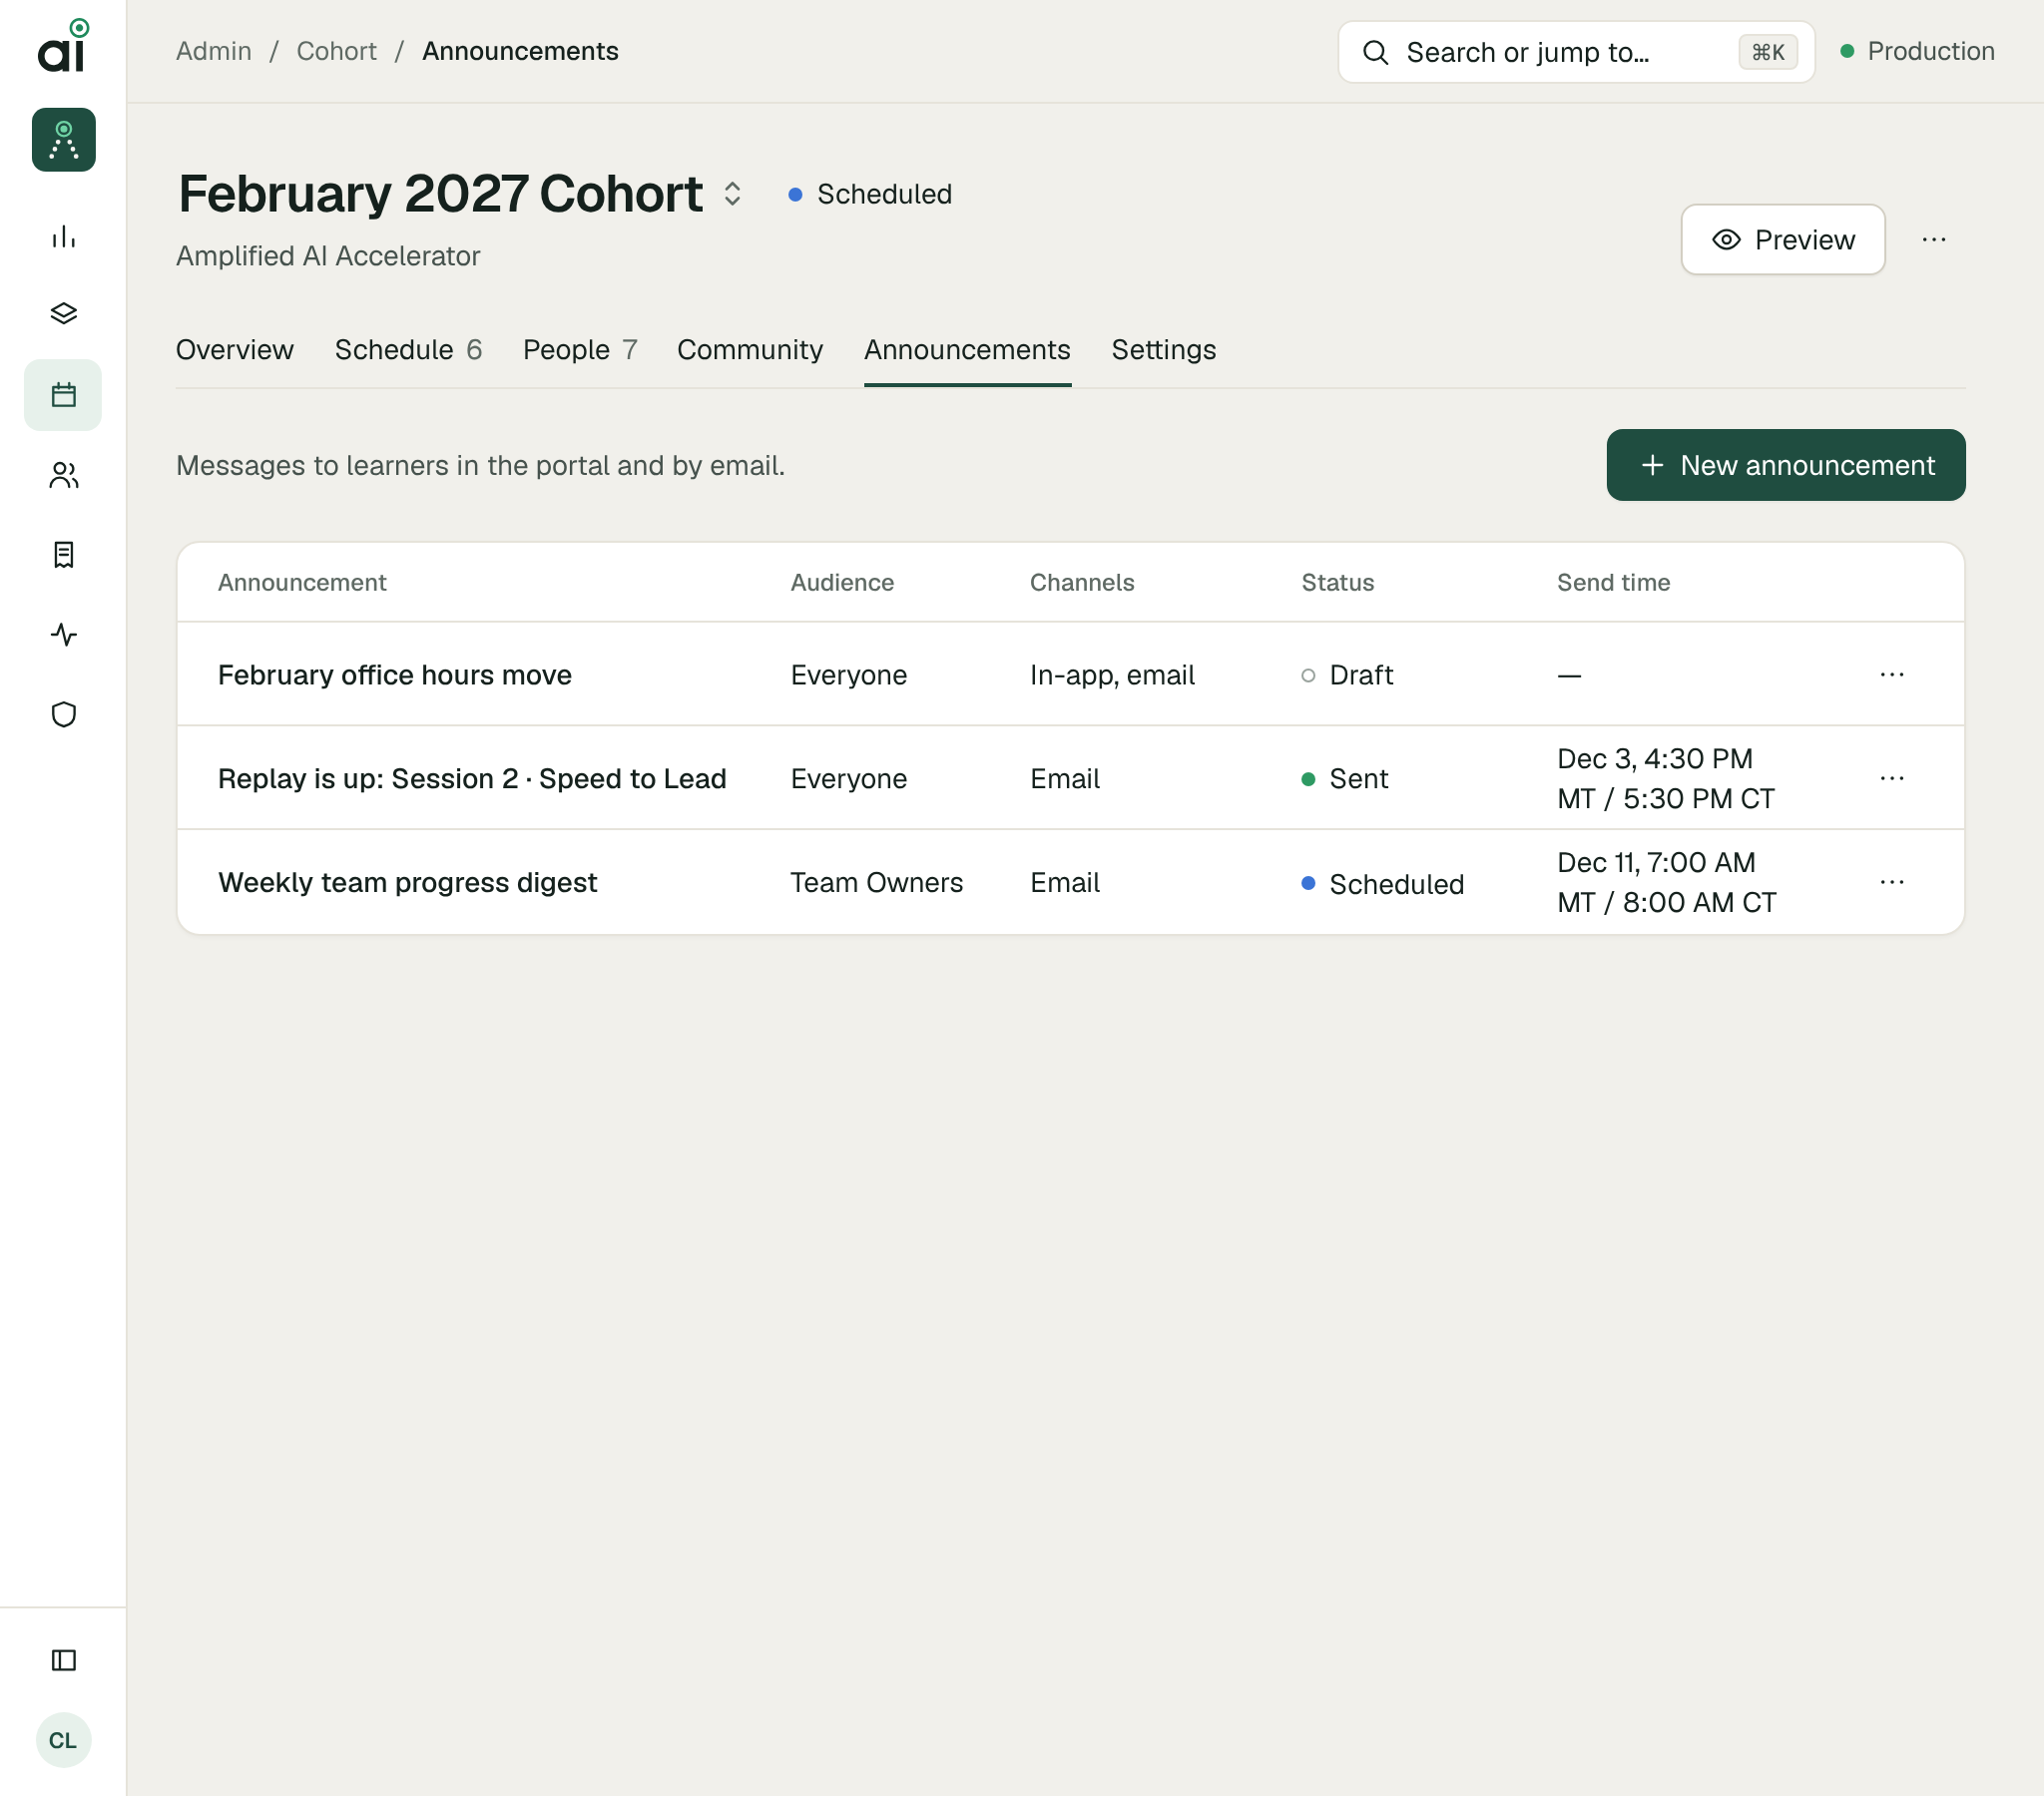 ai
Admin / Cohort / Announcements
Search or jump to... ⌘K
Production
February 2027 Cohort
Scheduled
Amplified AI Accelerator
Preview
Overview Schedule 6 People 7 Community Announcements Settings
Messages to learners in the portal and by email.
+ New announcement
Announcement Audience Channels Status Send time
February office hours move Everyone In-app, email Draft —
Replay is up: Session 2 · Speed to Lead Everyone Email Sent Dec 3, 4:30 PM
MT / 5:30 PM CT
Weekly team progress digest Team Owners Email Scheduled Dec 11, 7:00 AM
MT / 8:00 AM CT
CL